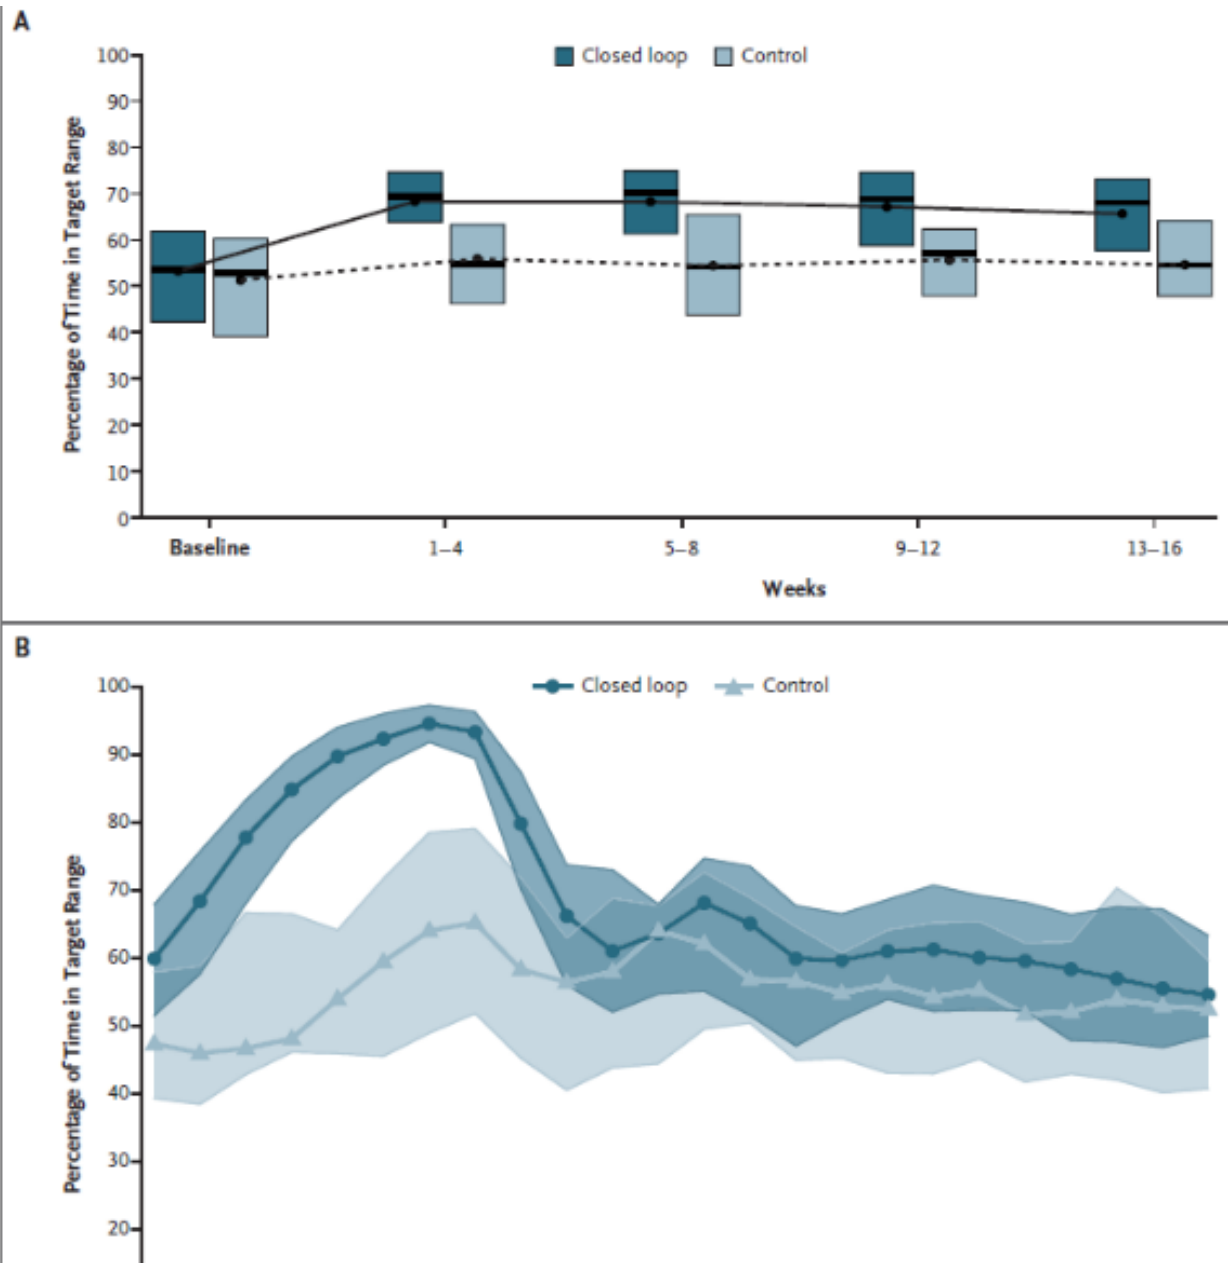 A
Closed loop Control
100
90
80
70
60
50
40
30
20
10
0
Percentage of Time in Target Range
Baseline 1–4 5–8 9–12 13–16
Weeks
B
Closed loop Control
100
90
80
70
60
50
40
30
20
Percentage of Time in Target Range